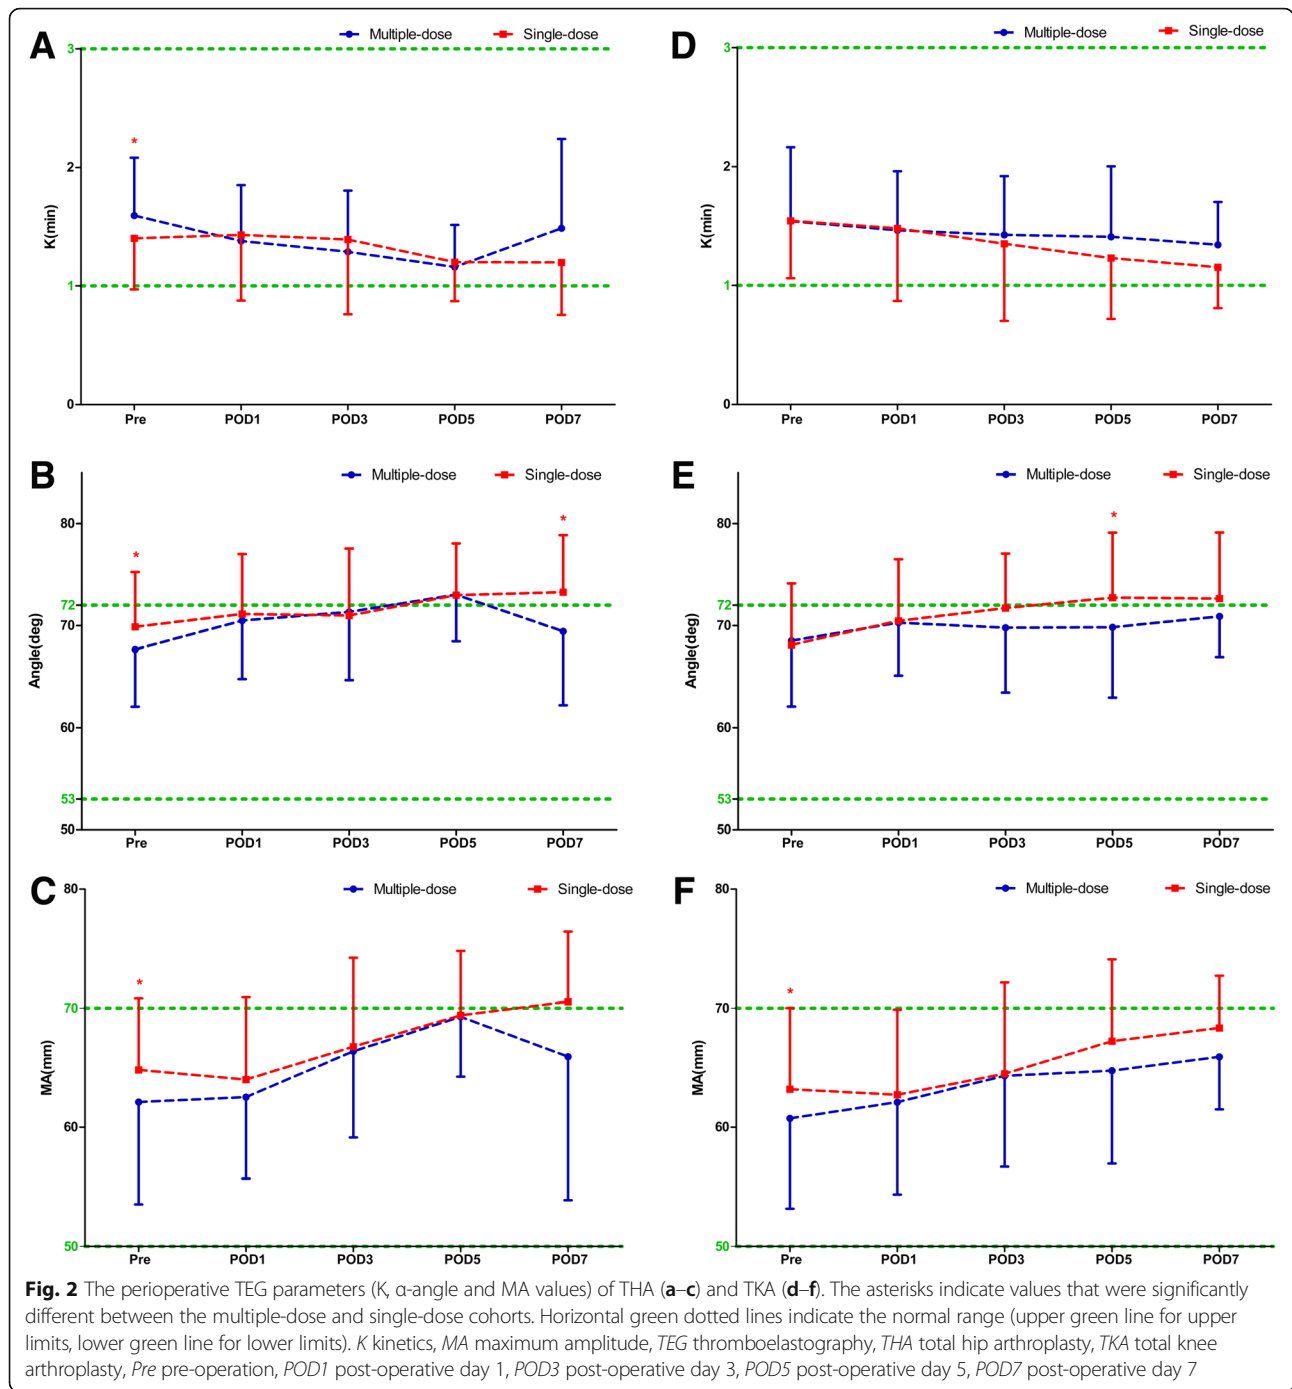 A
Multiple-dose
Single-dose
3
2
1
0
K(min)
*
Pre
POD1
POD3
POD5
POD7
D
Multiple-dose
Single-dose
3
2
1
0
K(min)
Pre
POD1
POD3
POD5
POD7
B
Multiple-dose
Single-dose
80
72
70
60
53
50
Angle(deg)
*
*
Pre
POD1
POD3
POD5
POD7
E
Multiple-dose
Single-dose
80
72
70
60
53
50
Angle(deg)
*
Pre
POD1
POD3
POD5
POD7
C
Multiple-dose
Single-dose
80
70
60
50
MA(mm)
*
Pre
POD1
POD3
POD5
POD7
F
Multiple-dose
Single-dose
80
70
60
50
MA(mm)
*
Pre
POD1
POD3
POD5
POD7
Fig. 2 The perioperative TEG parameters (K, α-angle and MA values) of THA (a–c) and TKA (d–f). The asterisks indicate values that were significantly
different between the multiple-dose and single-dose cohorts. Horizontal green dotted lines indicate the normal range (upper green line for upper
limits, lower green line for lower limits). K kinetics, MA maximum amplitude, TEG thromboelastography, THA total hip arthroplasty, TKA total knee
arthroplasty, Pre pre-operation, POD1 post-operative day 1, POD3 post-operative day 3, POD5 post-operative day 5, POD7 post-operative day 7